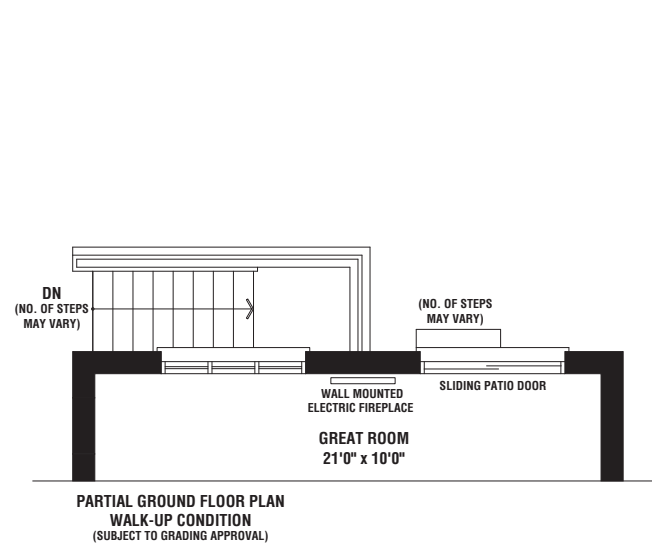 DN
(NO. OF STEPS
MAY VARY)
(NO. OF STEPS
MAY VARY)
WALL MOUNTED
ELECTRIC FIREPLACE
SLIDING PATIO DOOR
GREAT ROOM
21'0" x 10'0"
PARTIAL GROUND FLOOR PLAN
WALK-UP CONDITION
(SUBJECT TO GRADING APPROVAL)